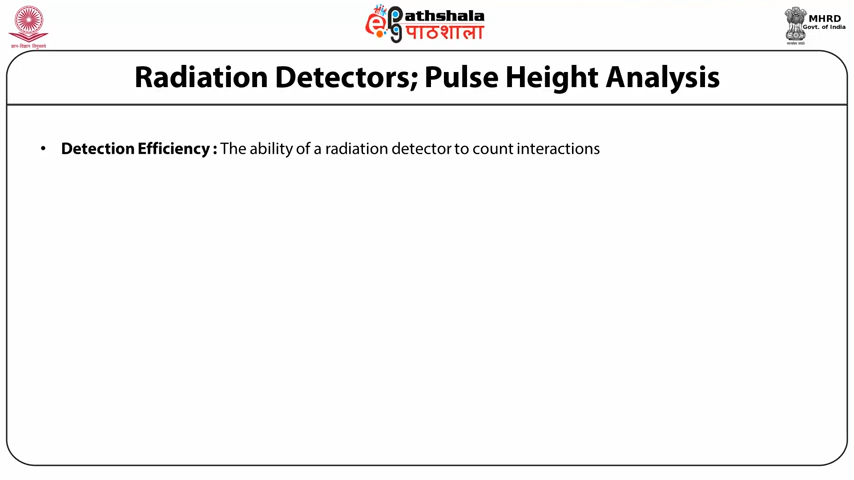 ePathshala
पाठशाला
MHRD
Govt. of India
Radiation Detectors; Pulse Height Analysis
• Detection Efficiency : The ability of a radiation detector to count interactions